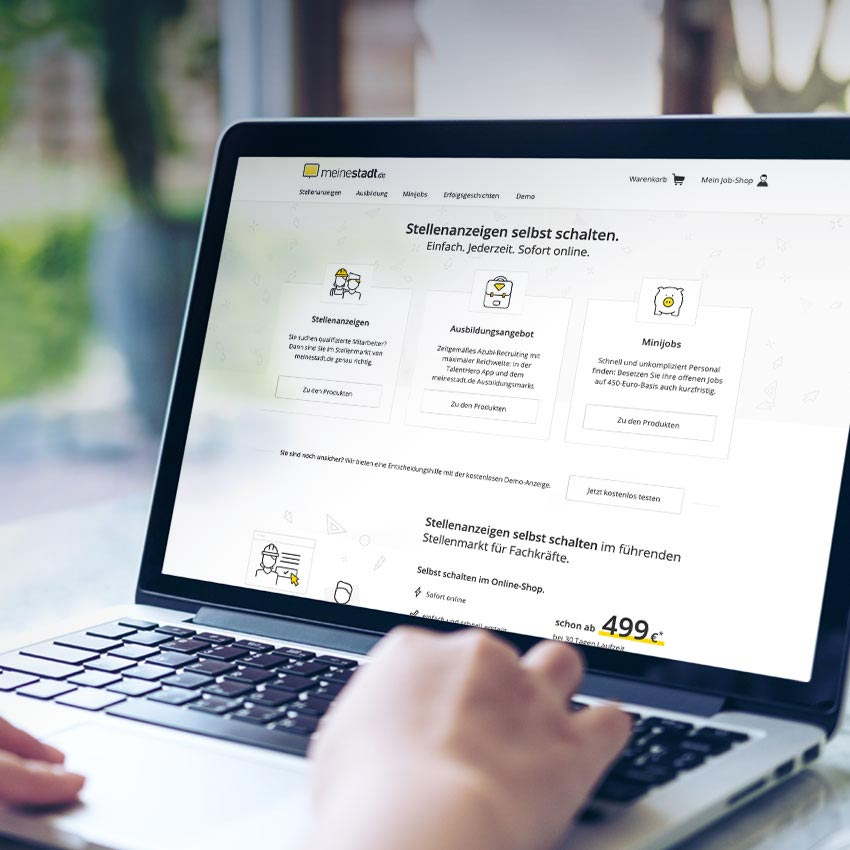 meinestadt.de
Warenkorb
Mein Job-Shop
Stellenanzeigen
Ausbildung
Minijobs
Erfolgsgeschichten
Demo
Stellenanzeigen selbst schalten.
Einfach. Jederzeit. Sofort online.
Stellenanzeigen
Sie suchen qualifizierte Mitarbeiter?
Dann sind Sie im Stellenmarkt von
meinestadt.de genau richtig.
Zu den Produkten
Ausbildungsangebot
Zeitgemäßes Azubi-Recruiting mit
maximaler Reichweite: in der
TalentHero App und dem
meinestadt.de Ausbildungsmarkt.
Zu den Produkten
Minijobs
Schnell und unkompliziert Personal
finden: Besetzen Sie Ihre offenen Jobs
auf 450-Euro-Basis auch kurzfristig.
Zu den Produkten
Sie sind noch unsicher? Wir bieten eine Entscheidungshilfe mit der kostenlosen Demo-Anzeige.
Jetzt kostenlos testen
Stellenanzeigen selbst schalten im führenden
Stellenmarkt für Fachkräfte.
Selbst schalten im Online-Shop.
Sofort online
einfach und schnell erstellt
schon ab 499€*
bei 30 Tagen Laufzeit